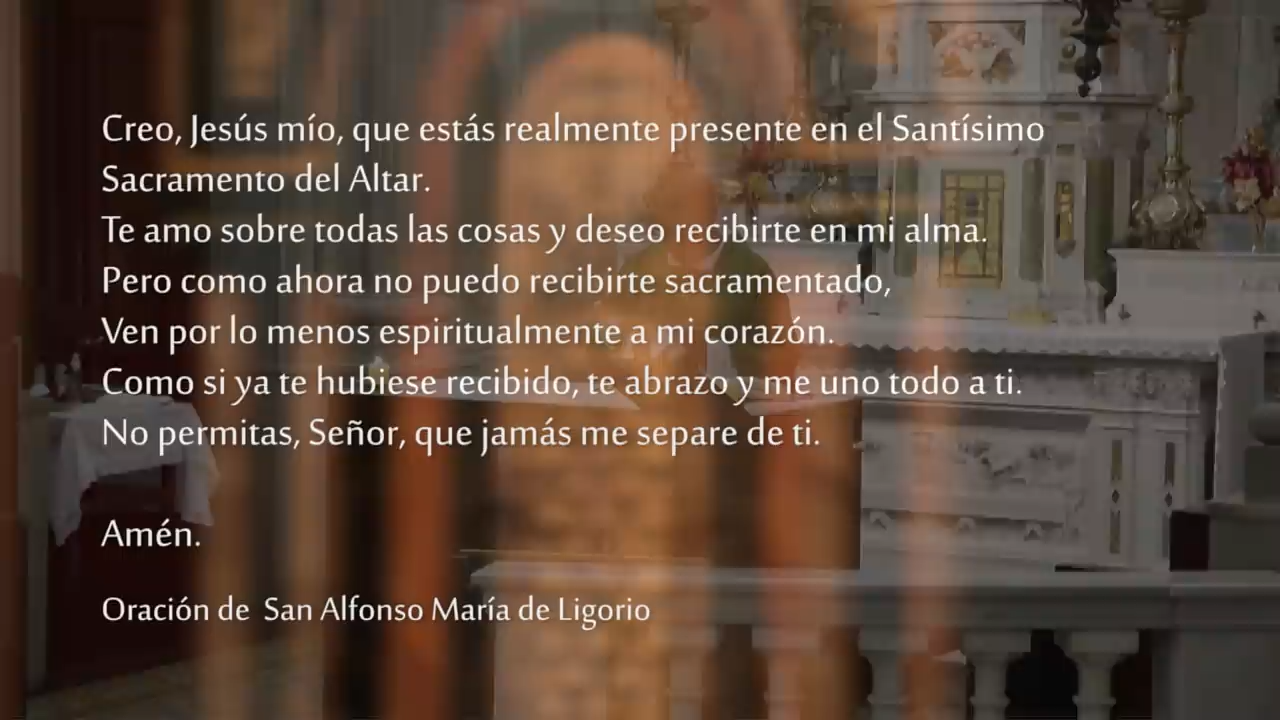 Creo, Jesús mío, que estás realmente presente en el Santísimo
Sacramento del Altar.
Te amo sobre todas las cosas y deseo recibirte en mi alma.
Pero como ahora no puedo recibirte sacramentado,
Ven por lo menos espiritualmente a mi corazón.
Como si ya te hubiese recibido, te abrazo y me uno todo a ti.
No permitas, Señor, que jamás me separe de ti.
Amén.
Oración de San Alfonso María de Ligorio